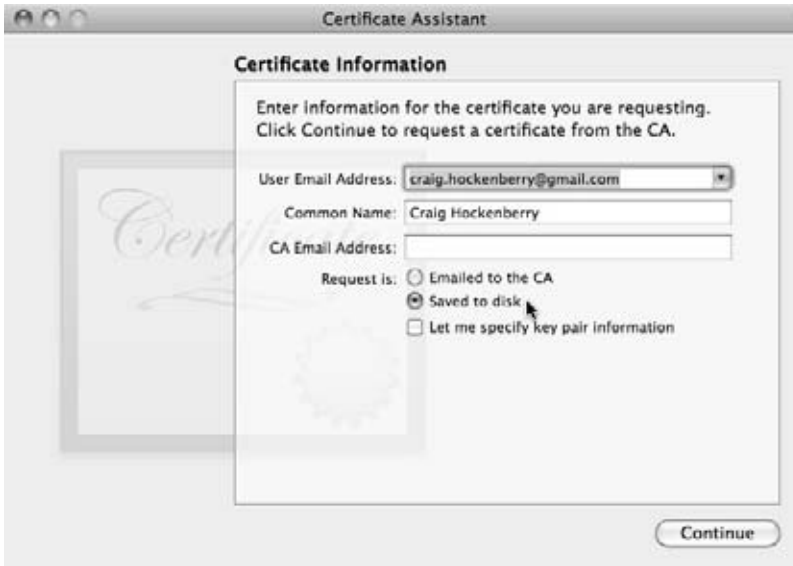 Certificate Assistant
Certificate Information
Enter information for the certificate you are requesting.
Click Continue to request a certificate from the CA.
User Email Address: craig.hockenberry@gmail.com
Common Name: Craig Hockenberry
CA Email Address:
Request is: Emailed to the CA
Saved to disk
Let me specify key pair information
Certificate
Continue